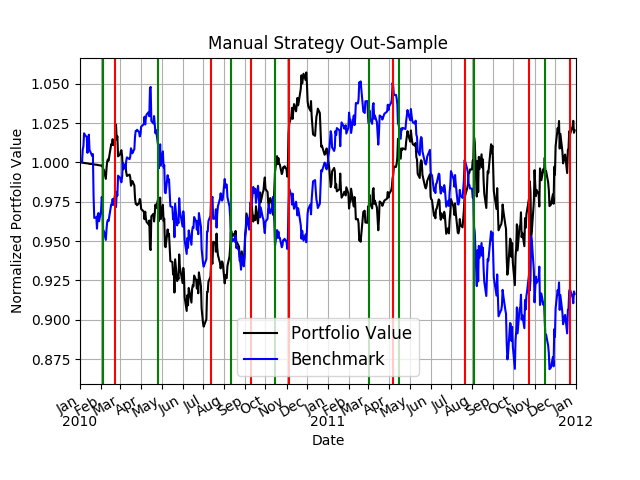 Manual Strategy Out-Sample
Normalized Portfolio Value
1.050
1.025
1.000
0.975
0.950
0.925
0.900
0.875
Portfolio Value
Benchmark
Jan Feb Mar Apr May Jun Jul Aug Sep Oct Nov Dec Jan Feb Mar Apr May Jun Jul Aug Sep Oct Nov Dec Jan
2010 2011 2012
Date